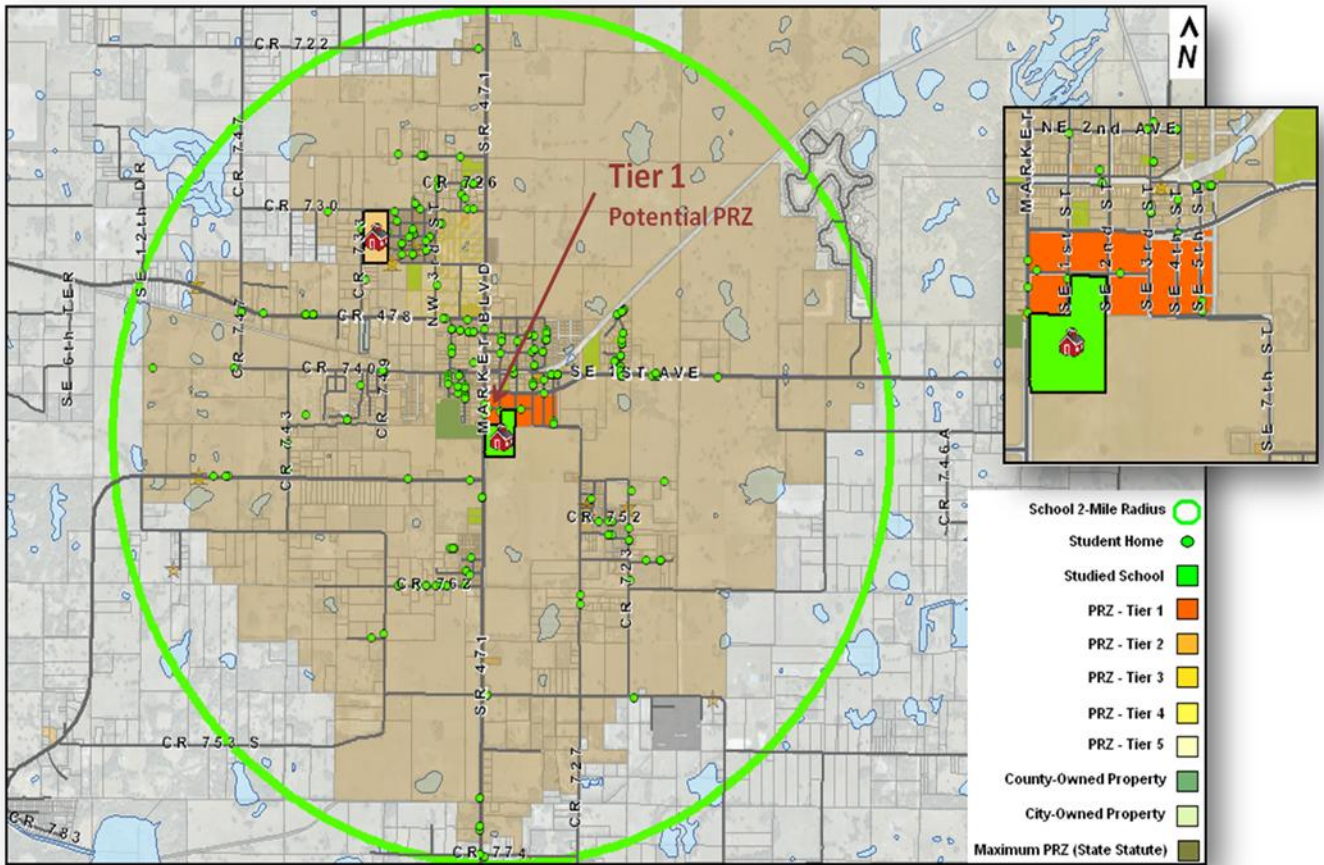 CR 722
SR 471
N
CR 747
SE 12th DR
CR 726
CR 730
CR 733
N.W. 3rd ST
Tier 1
Potential PRZ
SE 6th TER
CR 747
CR 478
MARKET BLVD
CR 740
CR 749
SE 1ST AVE
CR 743
CR 746A
CR 752
CR 723
CR 762
SR 471
CR 753 S
CR 727
CR 783
CR 774
NE 2nd AVE
MARKET
SE 1st ST
SE 2nd ST
SE 3rd ST
SE 4th ST
SE 5th ST
SE 7th ST
School 2-Mile Radius
Student Home
Studied School
PRZ - Tier 1
PRZ - Tier 2
PRZ - Tier 3
PRZ - Tier 4
PRZ - Tier 5
County-Owned Property
City-Owned Property
Maximum PRZ (State Statute)